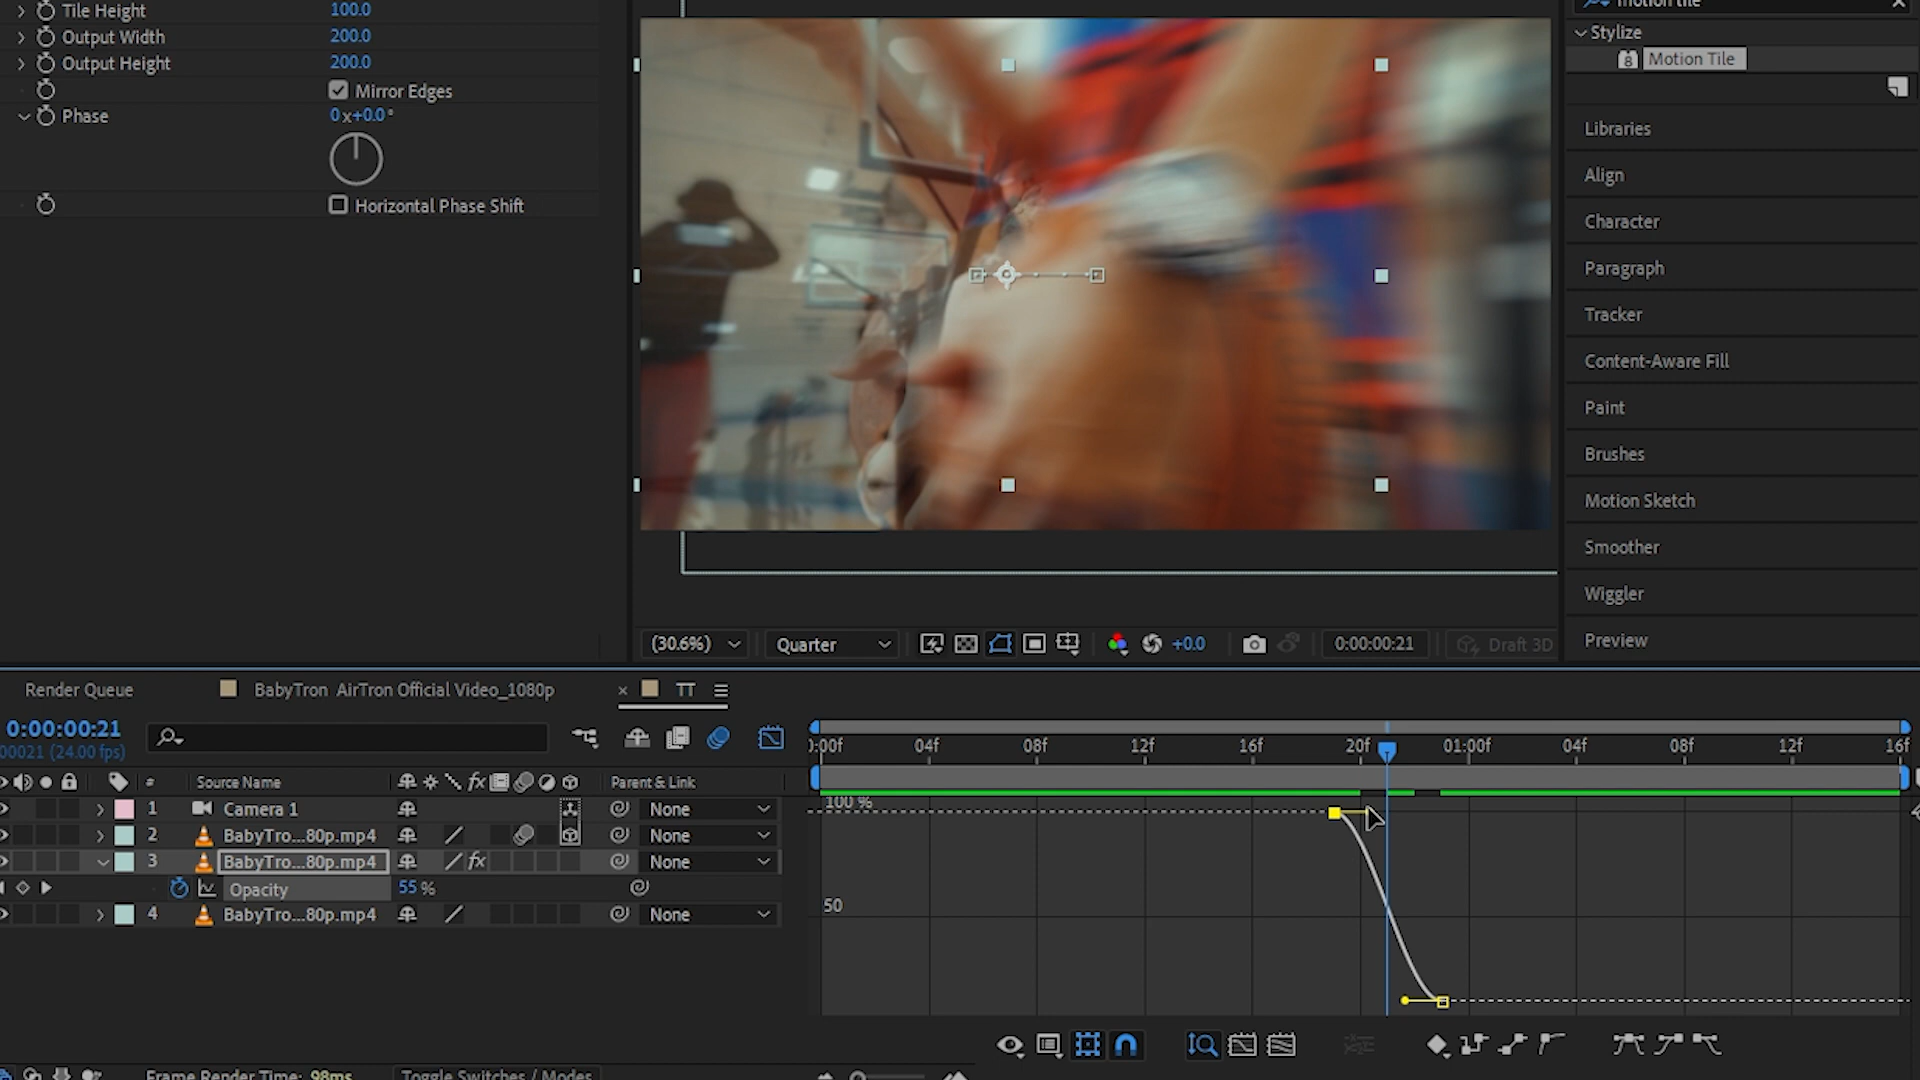 Tile Height 100.0
Output Width 200.0
Output Height 200.0
Mirror Edges
Phase 0 x+0.0°
Horizontal Phase Shift
motion tile
Stylize
Motion Tile
Libraries
Align
Character
Paragraph
Tracker
Content-Aware Fill
Paint
Brushes
Motion Sketch
Smoother
Wiggler
Preview
(30.6%) Quarter +0.0 0:00:00:21 Draft 3D
Render Queue BabyTron AirTron Official Video_1080p × TT
0:00:00:21
00021 (24.00 fps)
:00f 04f 08f 12f 16f 20f 01:00f 04f 08f 12f 16f
# Source Name fx Parent & Link
1 Camera 1 None
2 BabyTro...80p.mp4 None
3 BabyTro...80p.mp4 fx None
Opacity 55 %
4 BabyTro...80p.mp4 None
100 %
50
Frame Render Time: 98ms Toggle Switches / Modes